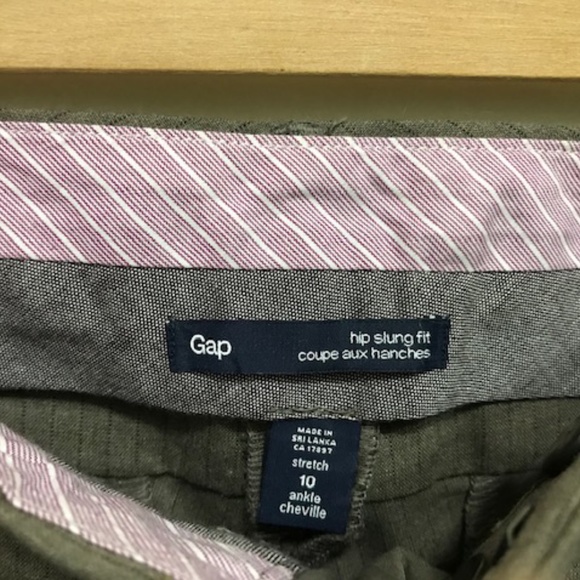 Gap
hip slung fit
coupe aux hanches
MADE IN
SRI LANKA
CA 17897
stretch
10
ankle
cheville